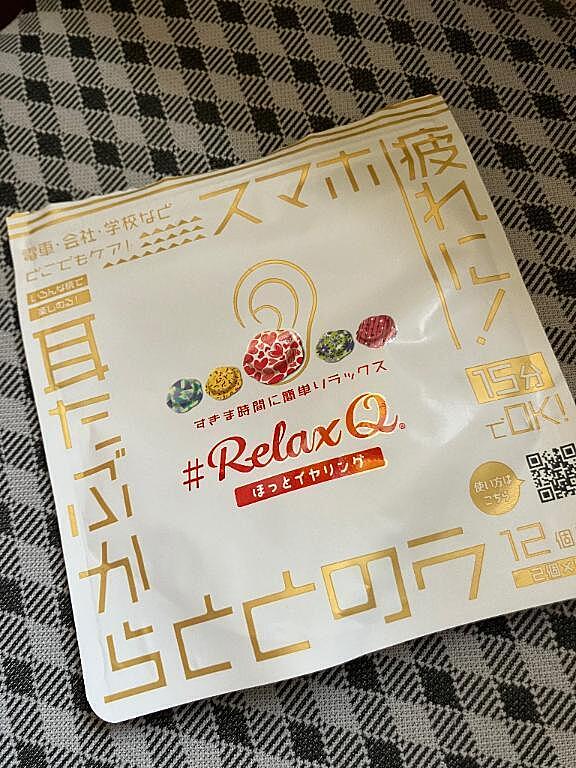 スマホ
疲れに!
電車・会社・学校など
どこでもケア!
いろんな柄で
楽しめる!
耳たぶから
ととのう
すきま時間に簡単リラックス
#RelaxQ®
ほっとイヤリング
15分
でOK!
使い方は
こちら
12個
2個×